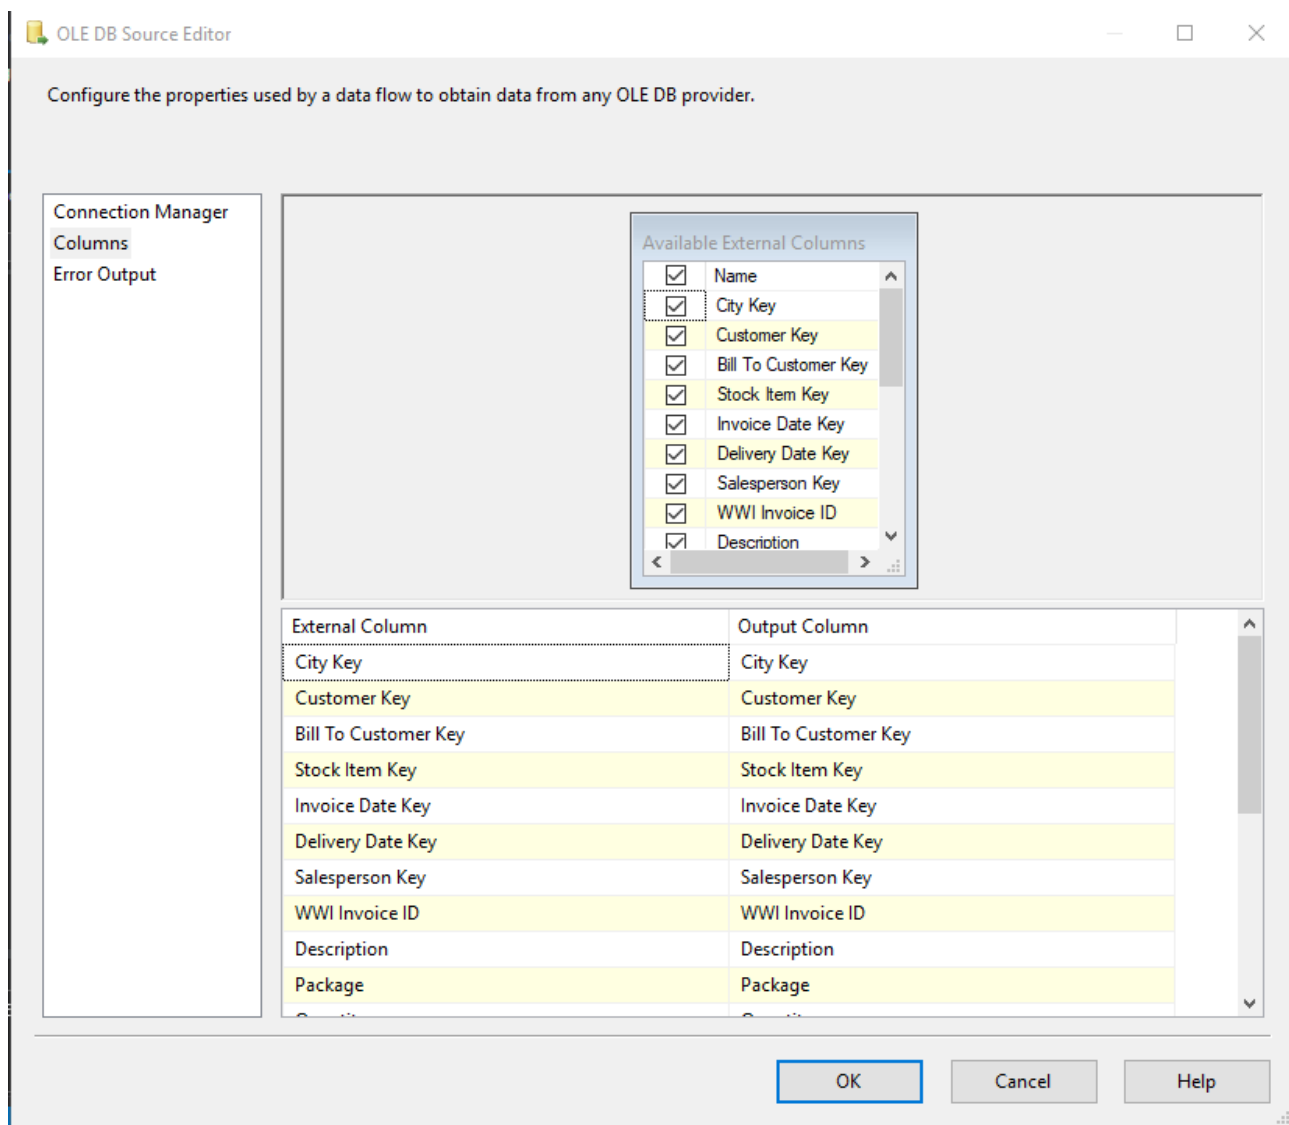 OLE DB Source Editor
Configure the properties used by a data flow to obtain data from any OLE DB provider.
Connection Manager
Columns
Error Output
Available External Columns
Name
City Key
Customer Key
Bill To Customer Key
Stock Item Key
Invoice Date Key
Delivery Date Key
Salesperson Key
WWI Invoice ID
Description
External Column Output Column
City Key City Key
Customer Key Customer Key
Bill To Customer Key Bill To Customer Key
Stock Item Key Stock Item Key
Invoice Date Key Invoice Date Key
Delivery Date Key Delivery Date Key
Salesperson Key Salesperson Key
WWI Invoice ID WWI Invoice ID
Description Description
Package Package
OK Cancel Help